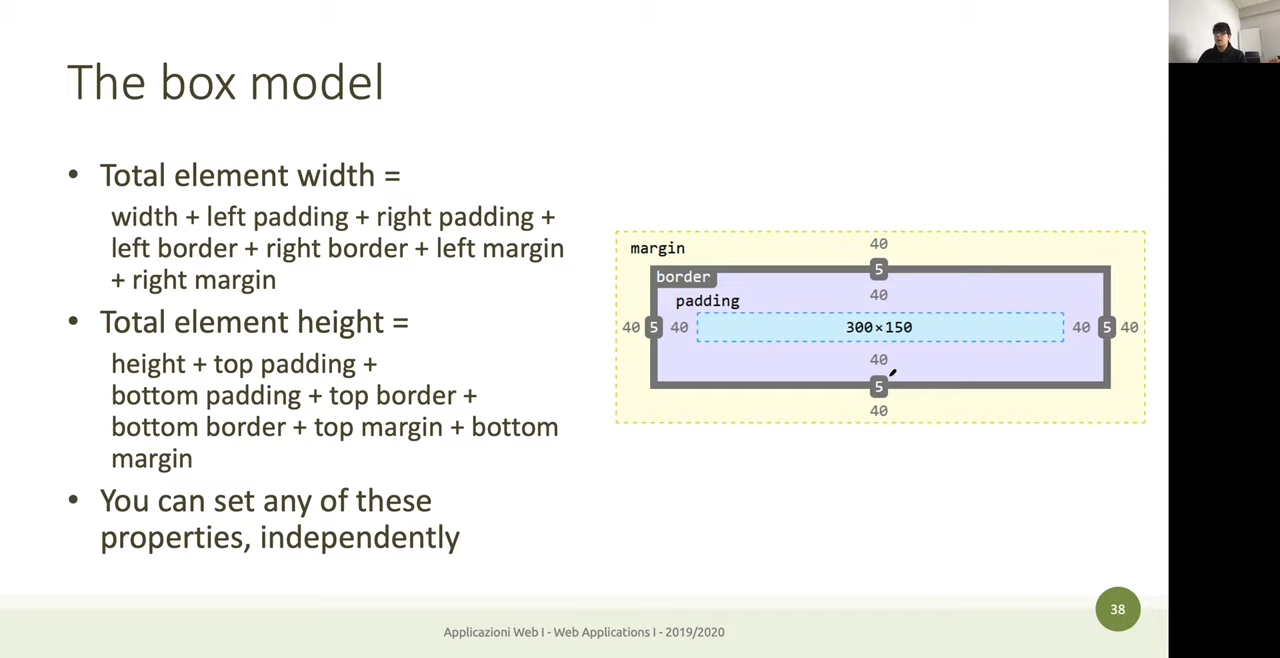 The box model
• Total element width =
width + left padding + right padding +
left border + right border + left margin
+ right margin
• Total element height =
height + top padding +
bottom padding + top border +
bottom border + top margin + bottom
margin
• You can set any of these
properties, independently
margin 40
5
border
40
padding
40 5 40 300×150 40 5 40
40
5
40
38
Applicazioni Web I - Web Applications I - 2019/2020